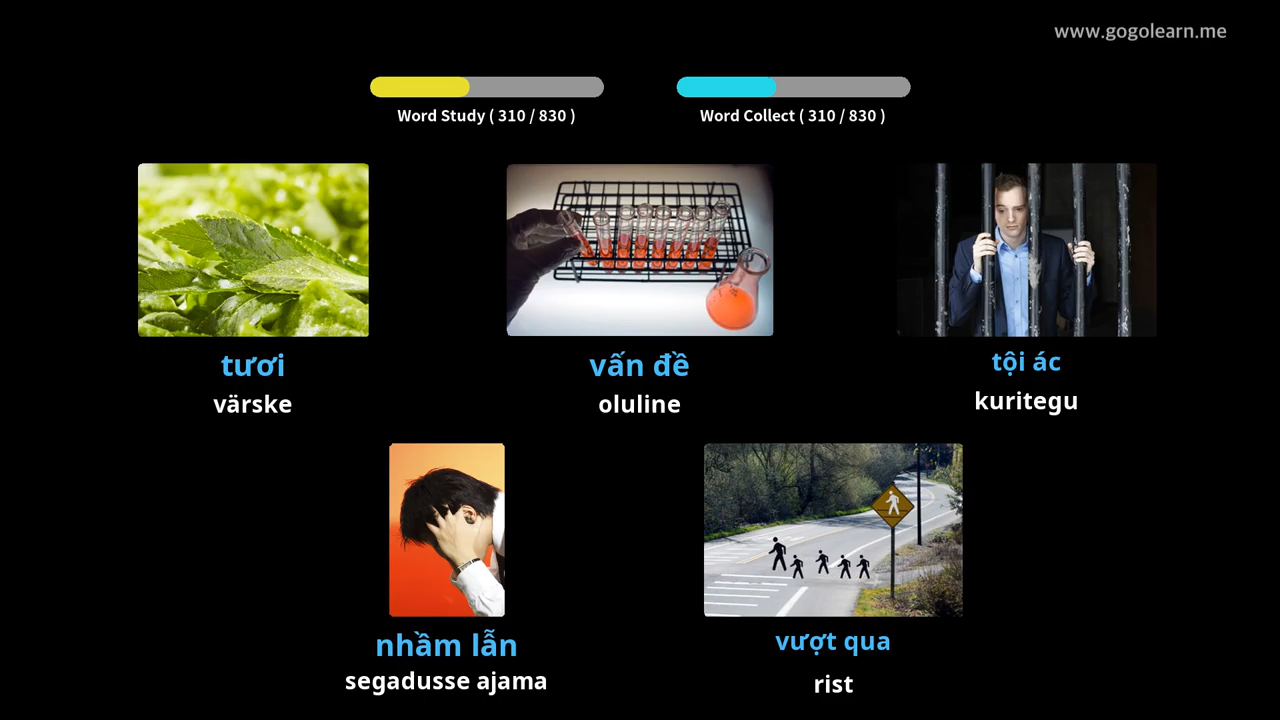 www.gogolearn.me
Word Study ( 310 / 830 )
Word Collect ( 310 / 830 )
tươi
värske
vấn đề
oluline
tội ác
kuritegu
nhầm lẫn
segadusse ajama
vượt qua
rist